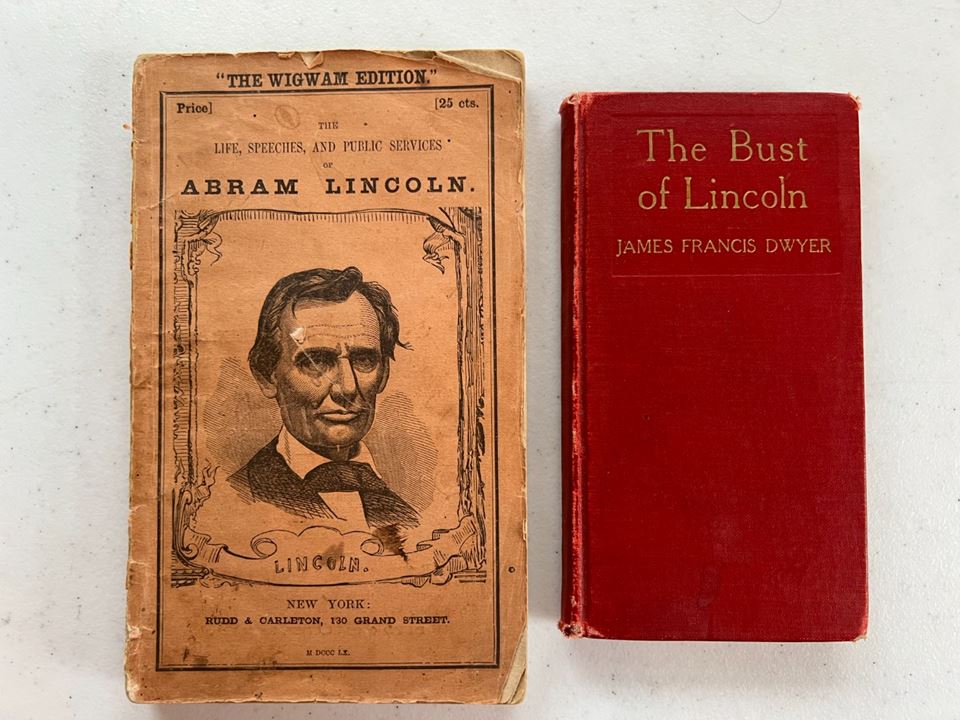 "THE WIGWAM EDITION."
Price] [25 cts.
THE
LIFE, SPEECHES, AND PUBLIC SERVICES
OF
ABRAM LINCOLN.
LINCOLN.
NEW YORK:
RUDD & CARLETON, 130 GRAND STREET.
M DCCC LX.
The Bust
of Lincoln
JAMES FRANCIS DWYER